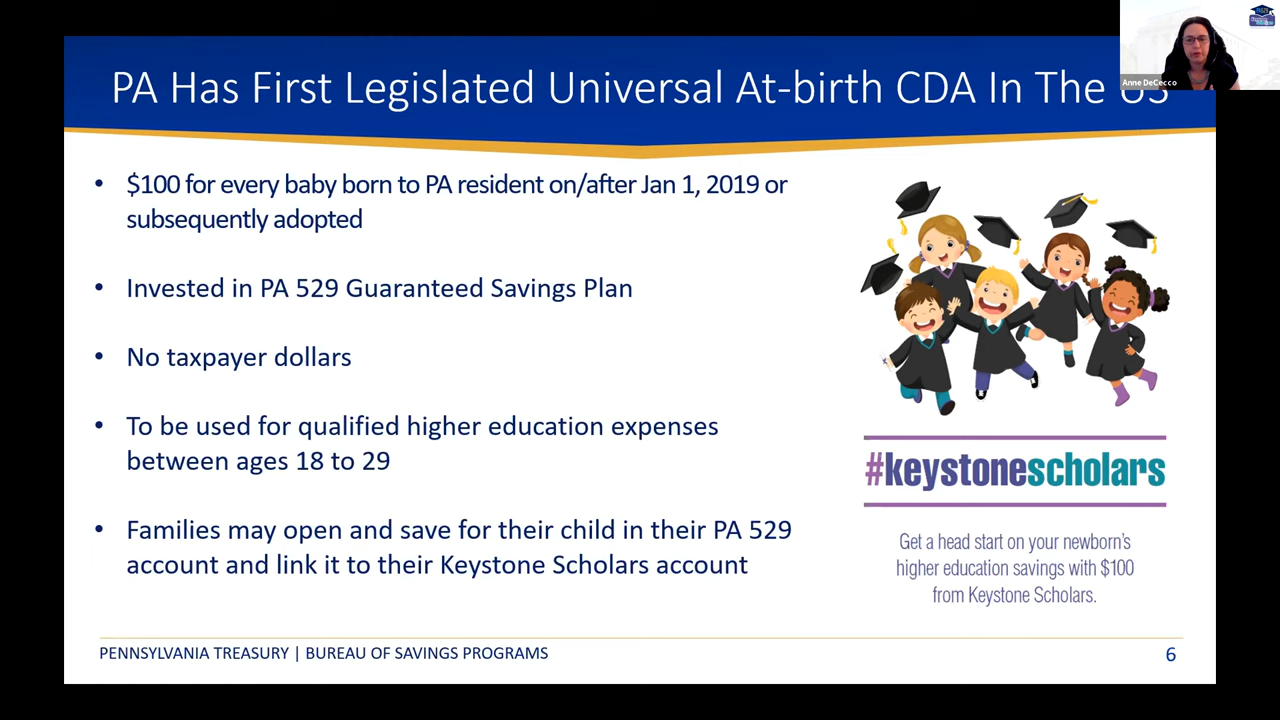 PA Has First Legislated Universal At-birth CDA In The US
Anne DeCecco
• $100 for every baby born to PA resident on/after Jan 1, 2019 or
subsequently adopted
• Invested in PA 529 Guaranteed Savings Plan
• No taxpayer dollars
• To be used for qualified higher education expenses
between ages 18 to 29
• Families may open and save for their child in their PA 529
account and link it to their Keystone Scholars account
#keystonescholars
Get a head start on your newborn's
higher education savings with $100
from Keystone Scholars.
PENNSYLVANIA TREASURY | BUREAU OF SAVINGS PROGRAMS
6